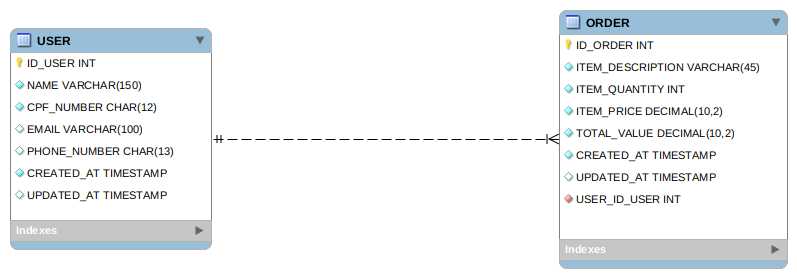 USER
ID_USER INT
NAME VARCHAR(150)
CPF_NUMBER CHAR(12)
EMAIL VARCHAR(100)
PHONE_NUMBER CHAR(13)
CREATED_AT TIMESTAMP
UPDATED_AT TIMESTAMP
Indexes
ORDER
ID_ORDER INT
ITEM_DESCRIPTION VARCHAR(45)
ITEM_QUANTITY INT
ITEM_PRICE DECIMAL(10,2)
TOTAL_VALUE DECIMAL(10,2)
CREATED_AT TIMESTAMP
UPDATED_AT TIMESTAMP
USER_ID_USER INT
Indexes